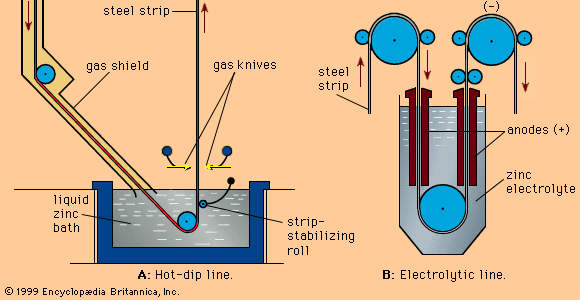 steel strip
gas shield
gas knives
liquid
zinc
bath
strip-
stabilizing
roll
A: Hot-dip line.
(-)
steel
strip
anodes (+)
zinc
electrolyte
B: Electrolytic line.
© 1999 Encyclopædia Britannica, Inc.